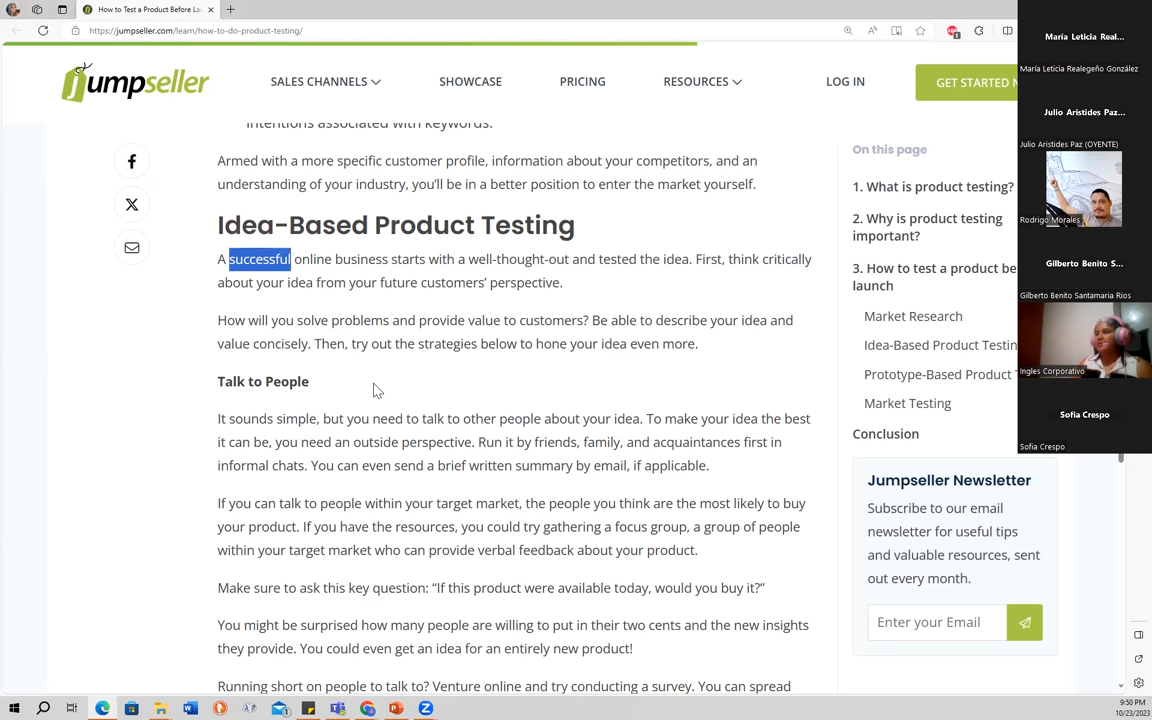 How to Test a Product Before La
https://jumpseller.com/learn/how-to-do-product-testing/
jumpseller
SALES CHANNELS
SHOWCASE
PRICING
RESOURCES
LOG IN
GET STARTED N
intentions associated with keywords.
Armed with a more specific customer profile, information about your competitors, and an
understanding of your industry, you'll be in a better position to enter the market yourself.
Idea-Based Product Testing
A successful online business starts with a well-thought-out and tested the idea. First, think critically
about your idea from your future customers' perspective.
How will you solve problems and provide value to customers? Be able to describe your idea and
value concisely. Then, try out the strategies below to hone your idea even more.
Talk to People
It sounds simple, but you need to talk to other people about your idea. To make your idea the best
it can be, you need an outside perspective. Run it by friends, family, and acquaintances first in
informal chats. You can even send a brief written summary by email, if applicable.
If you can talk to people within your target market, the people you think are the most likely to buy
your product. If you have the resources, you could try gathering a focus group, a group of people
within your target market who can provide verbal feedback about your product.
Make sure to ask this key question: “If this product were available today, would you buy it?”
You might be surprised how many people are willing to put in their two cents and the new insights
they provide. You could even get an idea for an entirely new product!
Running short on people to talk to? Venture online and try conducting a survey. You can spread
On this page
1. What is product testing?
2. Why is product testing
important?
3. How to test a product be
launch
Market Research
Idea-Based Product Testin
Prototype-Based Product
Market Testing
Conclusion
Jumpseller Newsletter
Subscribe to our email
newsletter for useful tips
and valuable resources, sent
out every month.
Enter your Email
María Leticia Real...
María Leticia Realegeño González
Julio Aristides Paz...
Julio Aristides Paz (OYENTE)
Rodrigo Morales
Gilberto Benito S...
Gilberto Benito Santamaria Rios
Ingles Corporativo
Sofia Crespo
Sofia Crespo
9:50 PM
10/23/2023